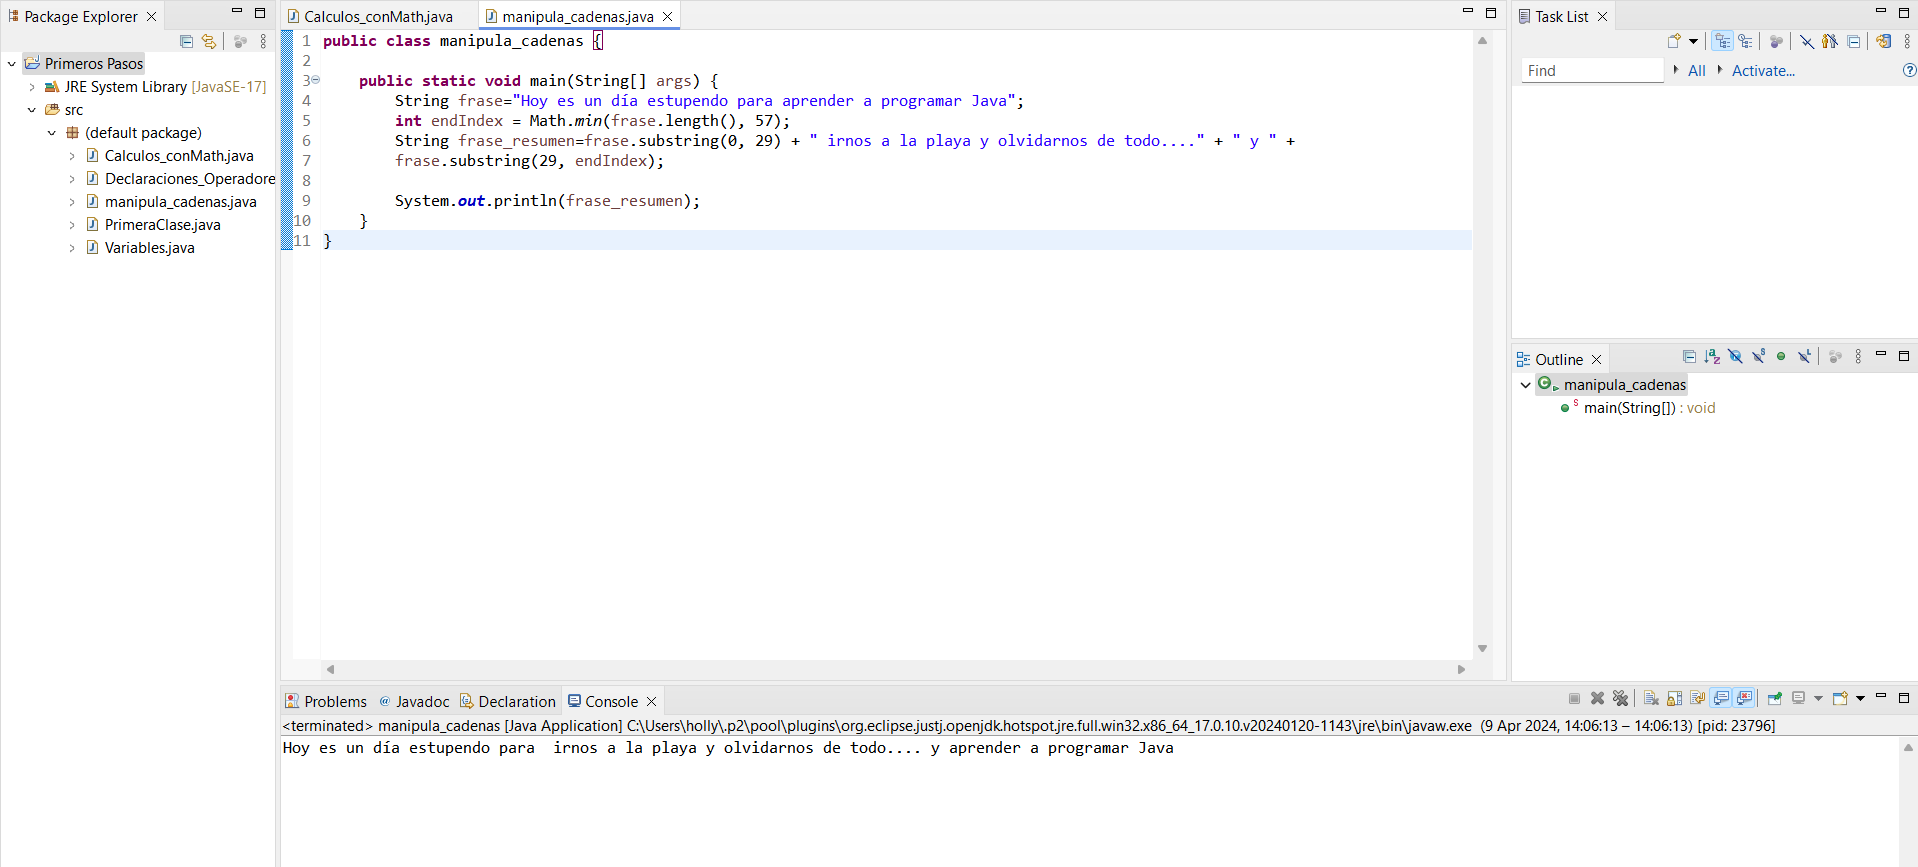 Package Explorer
Primeros Pasos
JRE System Library [JavaSE-17]
src
(default package)
Calculos_conMath.java
Declaraciones_Operadore
manipula_cadenas.java
PrimeraClase.java
Variables.java
Calculos_conMath.java manipula_cadenas.java
1 public class manipula_cadenas {
2
3 public static void main(String[] args) {
4 String frase="Hoy es un día estupendo para aprender a programar Java";
5 int endIndex = Math.min(frase.length(), 57);
6 String frase_resumen=frase.substring(0, 29) + " irnos a la playa y olvidarnos de todo...." + " y " +
7 frase.substring(29, endIndex);
8
9 System.out.println(frase_resumen);
10 }
11 }
Task List
Find All Activate...
Outline
manipula_cadenas
main(String[]) : void
Problems @ Javadoc Declaration Console
<terminated> manipula_cadenas [Java Application] C:\Users\holly\.p2\pool\plugins\org.eclipse.justj.openjdk.hotspot.jre.full.win32.x86_64_17.0.10.v20240120-1143\jre\bin\javaw.exe (9 Apr 2024, 14:06:13 – 14:06:13) [pid: 23796]
Hoy es un día estupendo para  irnos a la playa y olvidarnos de todo.... y aprender a programar Java